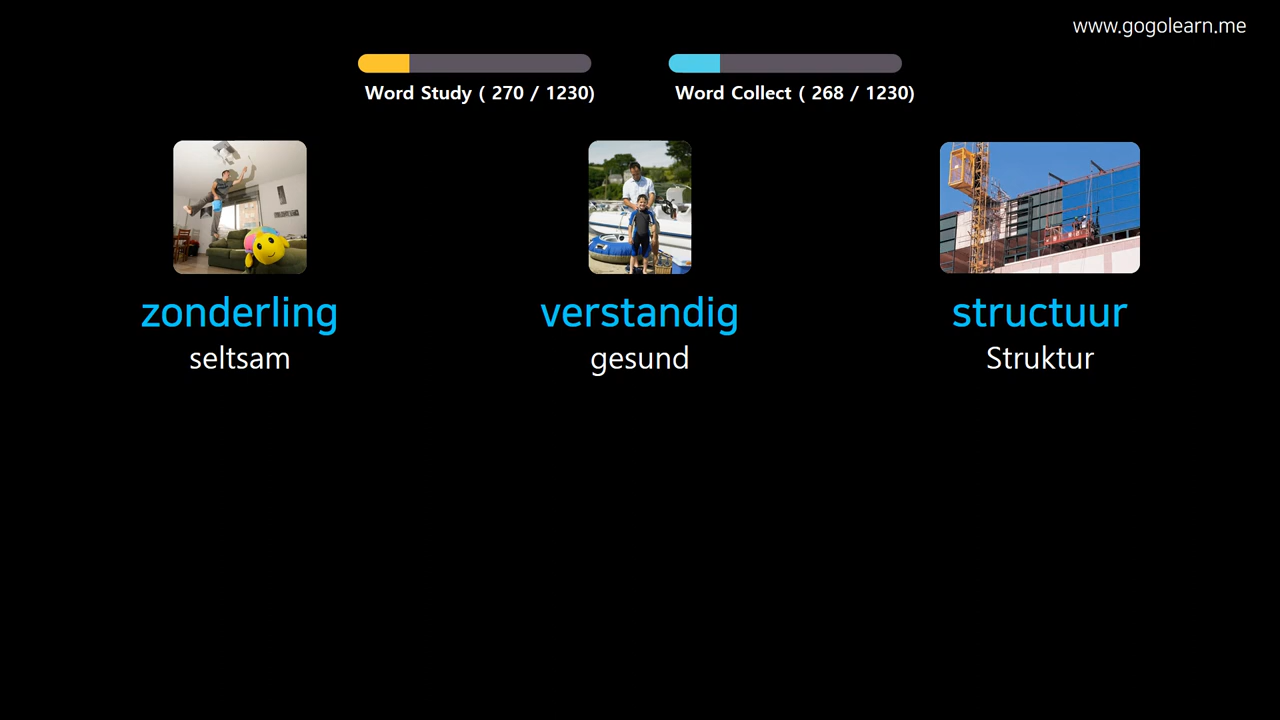 www.gogolearn.me
Word Study ( 270 / 1230)
Word Collect ( 268 / 1230)
zonderling
verstandig
structuur
seltsam
gesund
Struktur